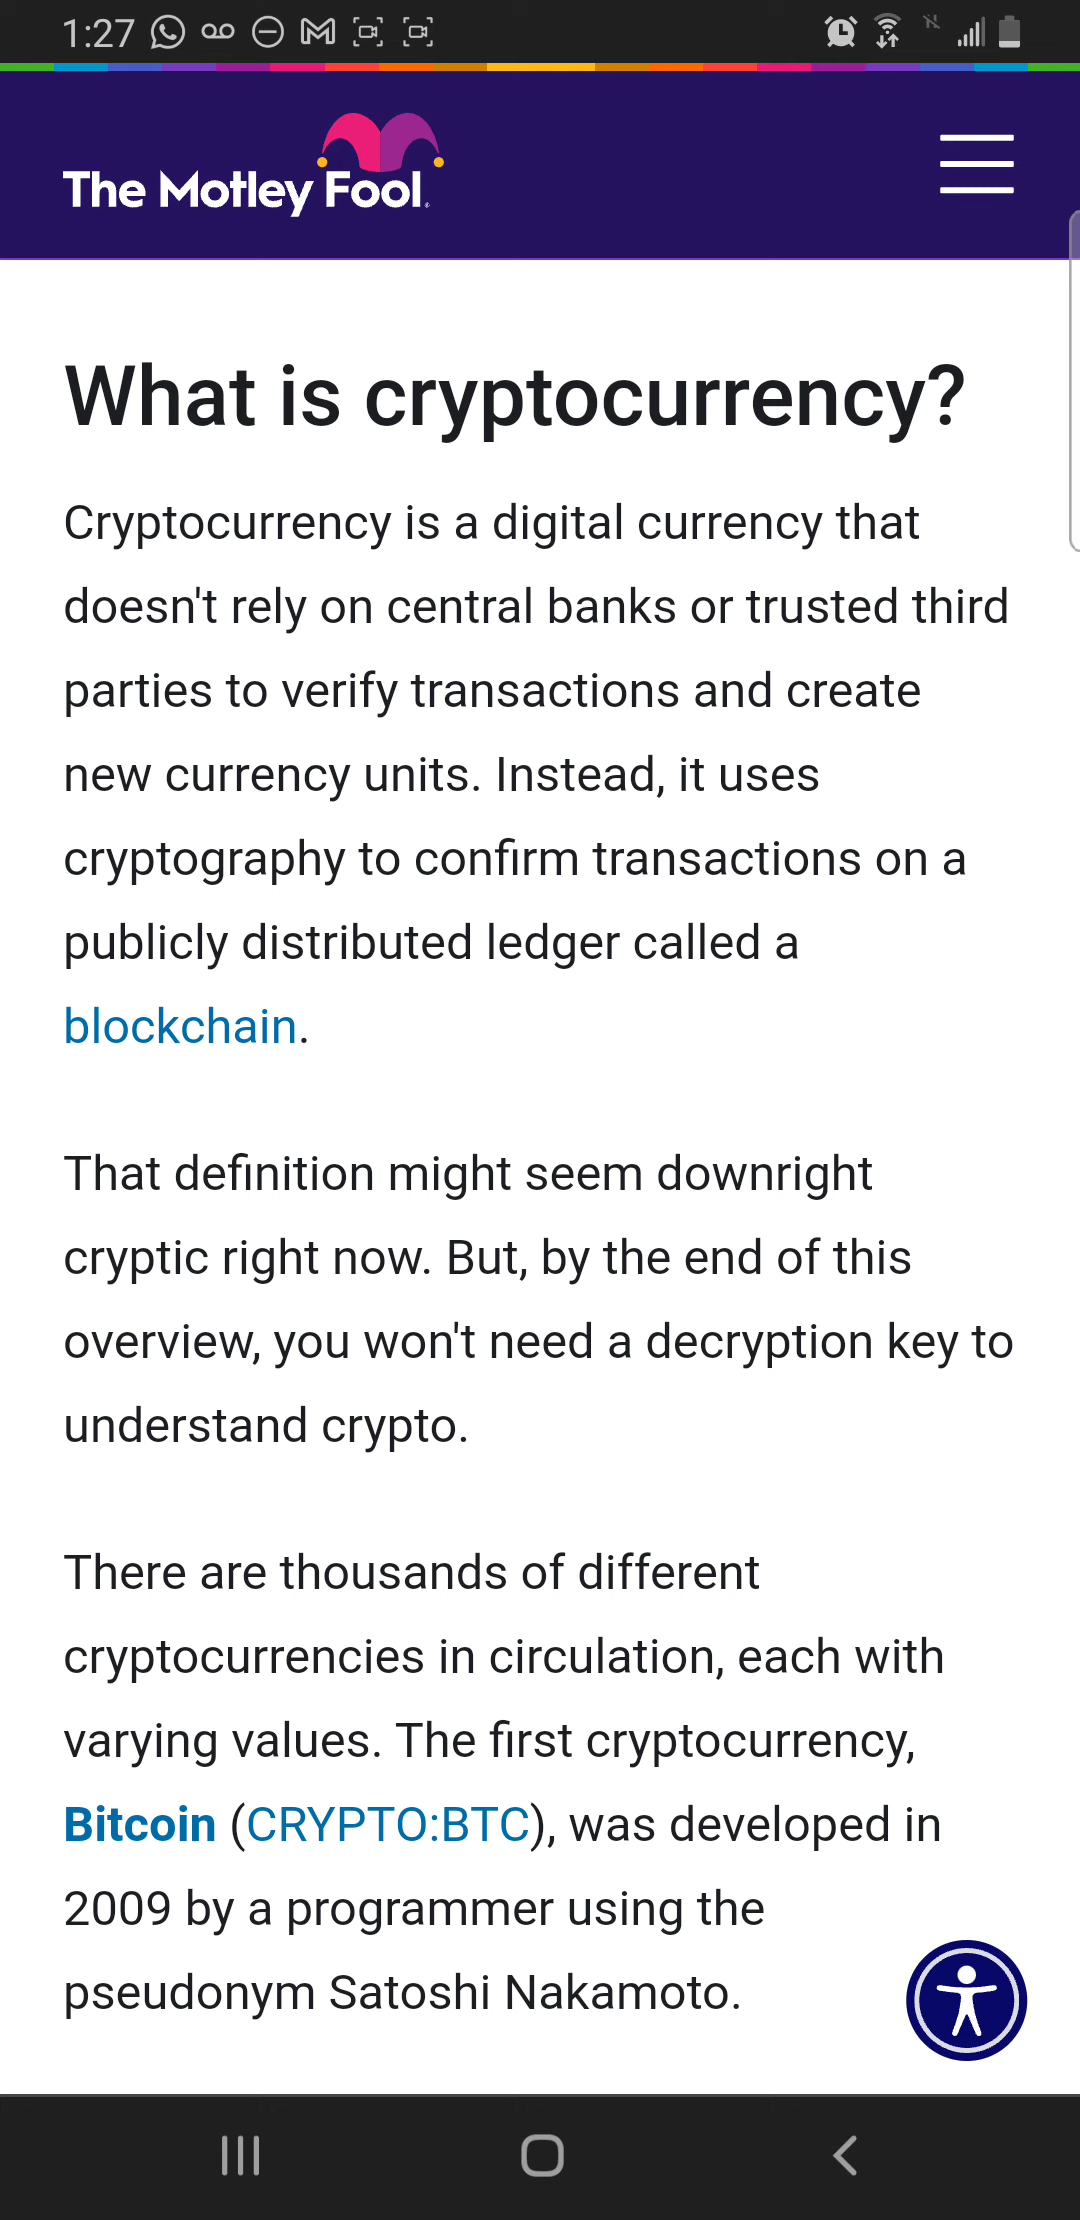 1:27
The Motley Fool
What is cryptocurrency?
Cryptocurrency is a digital currency that
doesn't rely on central banks or trusted third
parties to verify transactions and create
new currency units. Instead, it uses
cryptography to confirm transactions on a
publicly distributed ledger called a
blockchain.
That definition might seem downright
cryptic right now. But, by the end of this
overview, you won't need a decryption key to
understand crypto.
There are thousands of different
cryptocurrencies in circulation, each with
varying values. The first cryptocurrency,
Bitcoin (CRYPTO:BTC), was developed in
2009 by a programmer using the
pseudonym Satoshi Nakamoto.